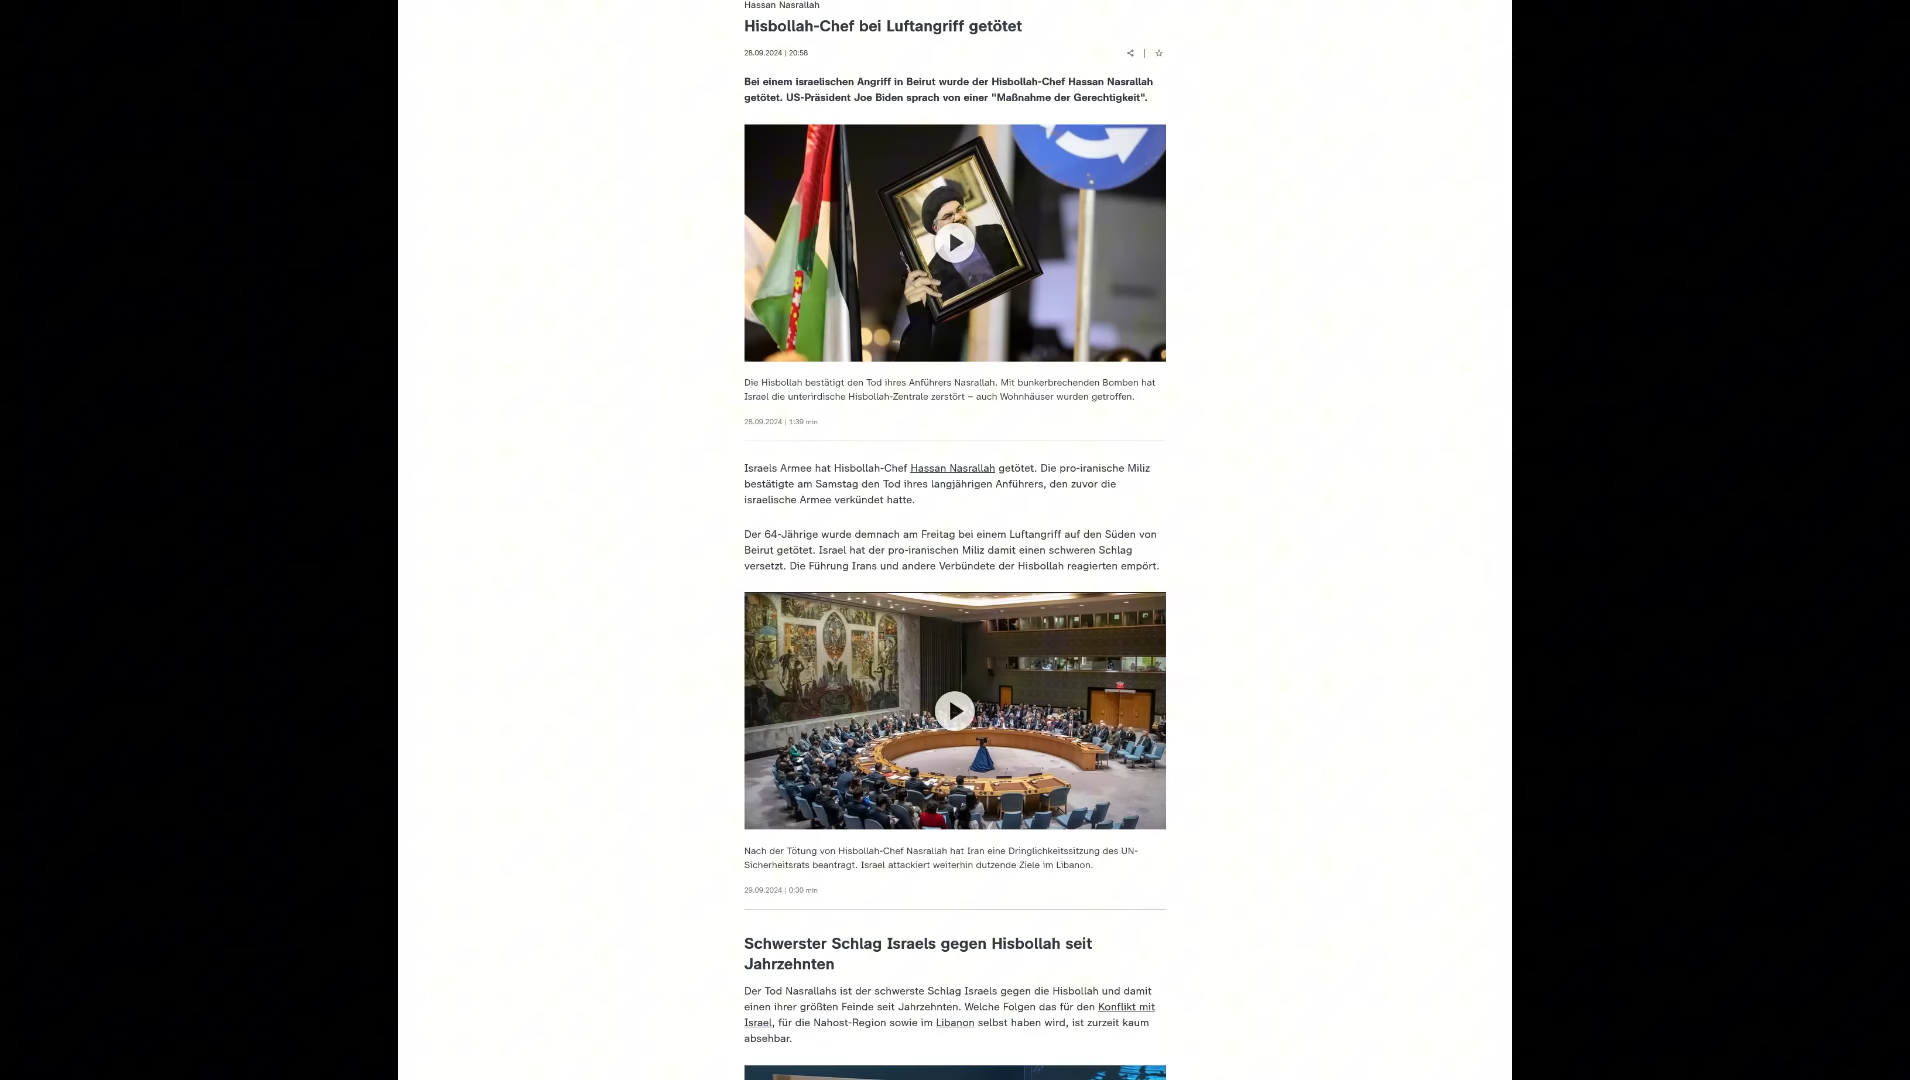 Hassan Nasrallah
Hisbollah-Chef bei Luftangriff getötet
28.09.2024 | 20:58
Bei einem israelischen Angriff in Beirut wurde der Hisbollah-Chef Hassan Nasrallah
getötet. US-Präsident Joe Biden sprach von einer "Maßnahme der Gerechtigkeit".
Die Hisbollah bestätigt den Tod ihres Anführers Nasrallah. Mit bunkerbrechenden Bomben hat
Israel die unterirdische Hisbollah-Zentrale zerstört – auch Wohnhäuser wurden getroffen.
28.09.2024 | 1:39 min
Israels Armee hat Hisbollah-Chef Hassan Nasrallah getötet. Die pro-iranische Miliz
bestätigte am Samstag den Tod ihres langjährigen Anführers, den zuvor die
israelische Armee verkündet hatte.
Der 64-Jährige wurde demnach am Freitag bei einem Luftangriff auf den Süden von
Beirut getötet. Israel hat der pro-iranischen Miliz damit einen schweren Schlag
versetzt. Die Führung Irans und andere Verbündete der Hisbollah reagierten empört.
Nach der Tötung von Hisbollah-Chef Nasrallah hat Iran eine Dringlichkeitssitzung des UN-
Sicherheitsrats beantragt. Israel attackiert weiterhin dutzende Ziele im Libanon.
29.09.2024 | 0:30 min
Schwerster Schlag Israels gegen Hisbollah seit
Jahrzehnten
Der Tod Nasrallahs ist der schwerste Schlag Israels gegen die Hisbollah und damit
einen ihrer größten Feinde seit Jahrzehnten. Welche Folgen das für den Konflikt mit
Israel, für die Nahost-Region sowie im Libanon selbst haben wird, ist zurzeit kaum
absehbar.